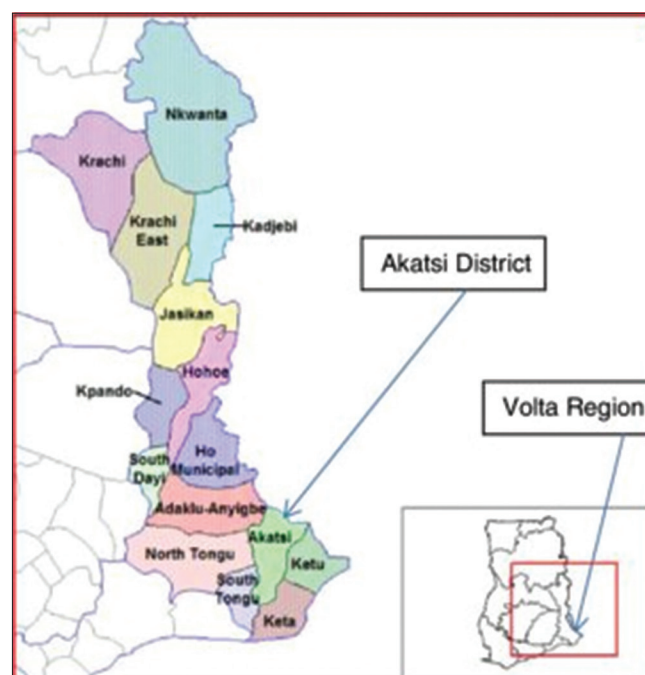 Nkwanta
Krachi
Krachi
East
Kadjebi
Akatsi District
Jasikan
Hohoe
Kpando
Volta Region
South
Dayi
Ho
Municipal
Adaklu-Anyigbe
Akatsi
North Tongu
Ketu
South
Tongu
Keta